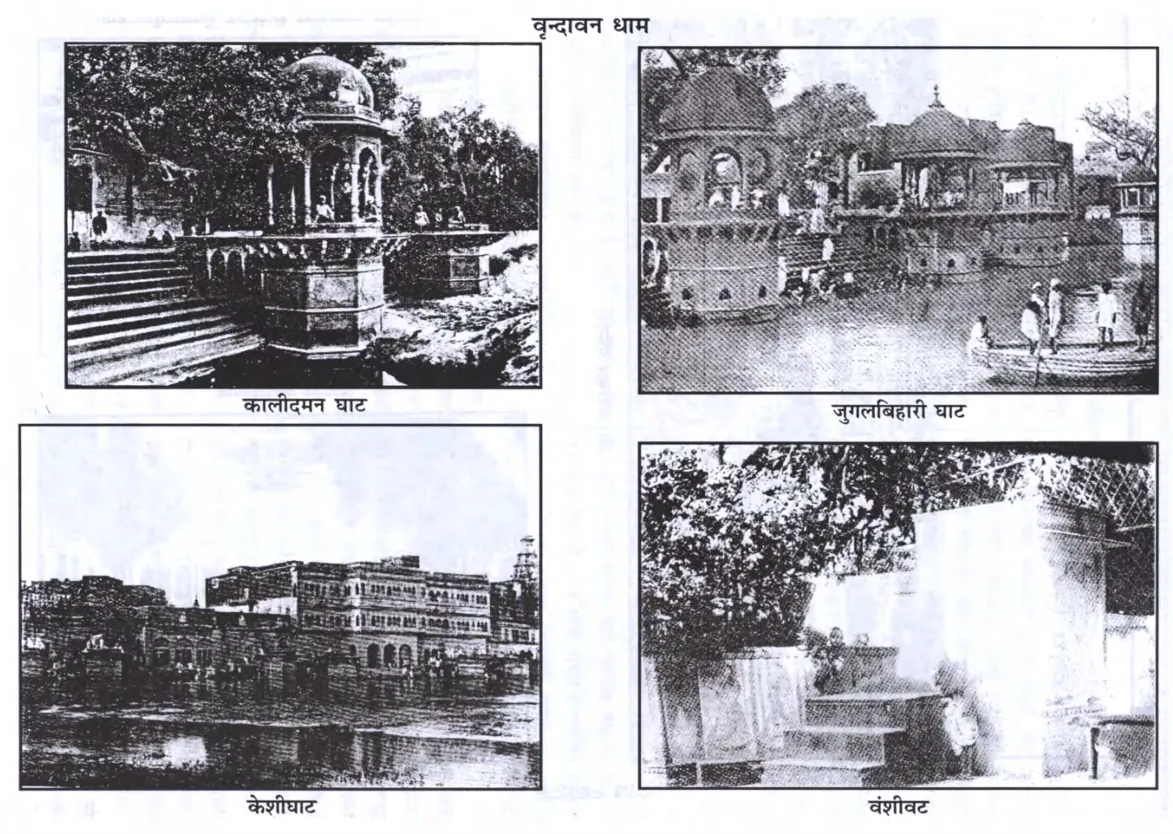 वृन्दावन धाम
कालीदमन घाट
जुगलबिहारी घाट
केशीघाट
वंशीवट